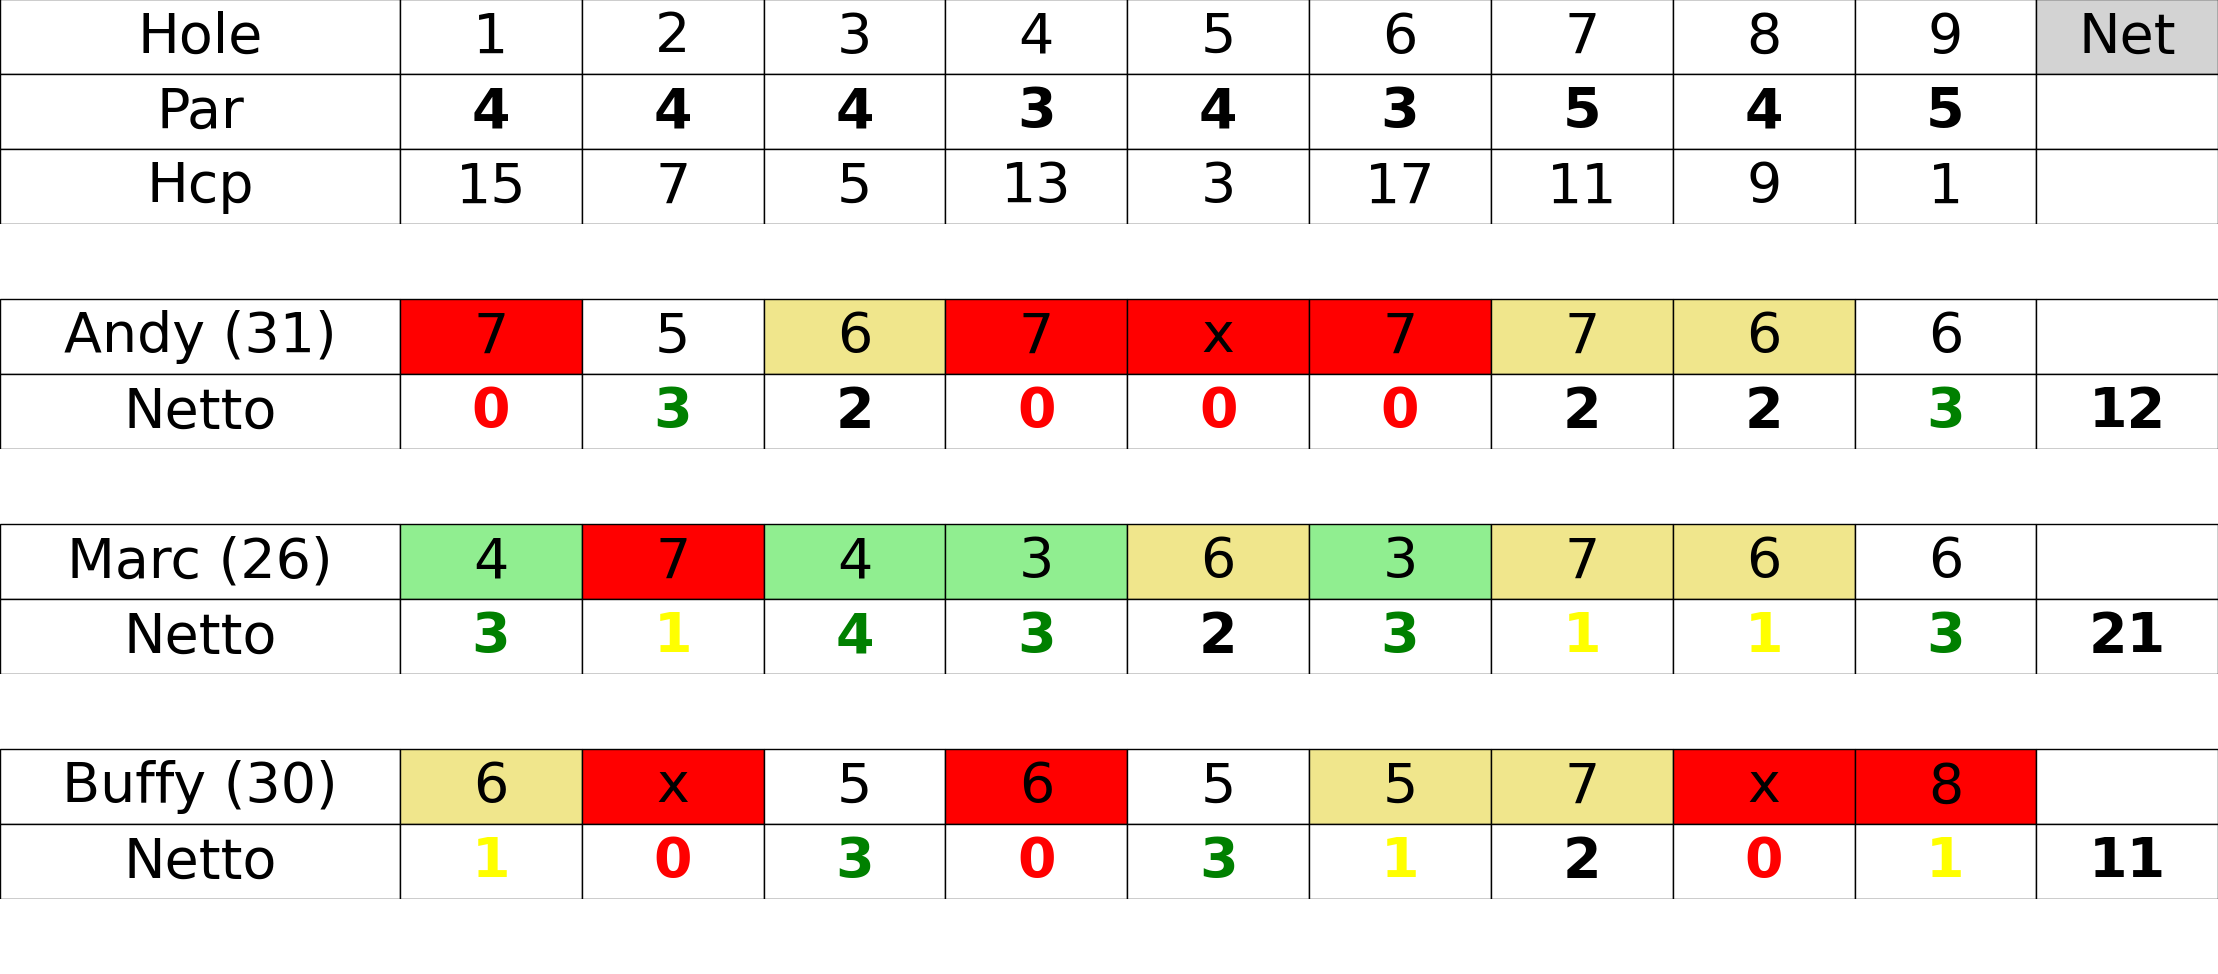 Hole 1 2 3 4 5 6 7 8 9 Net
Par 4 4 4 3 4 3 5 4 5
Hcp 15 7 5 13 3 17 11 9 1
Andy (31) 7 5 6 7 x 7 7 6 6
Netto 0 3 2 0 0 0 2 2 3 12
Marc (26) 4 7 4 3 6 3 7 6 6
Netto 3 1 4 3 2 3 1 1 3 21
Buffy (30) 6 x 5 6 5 5 7 x 8
Netto 1 0 3 0 3 1 2 0 1 11